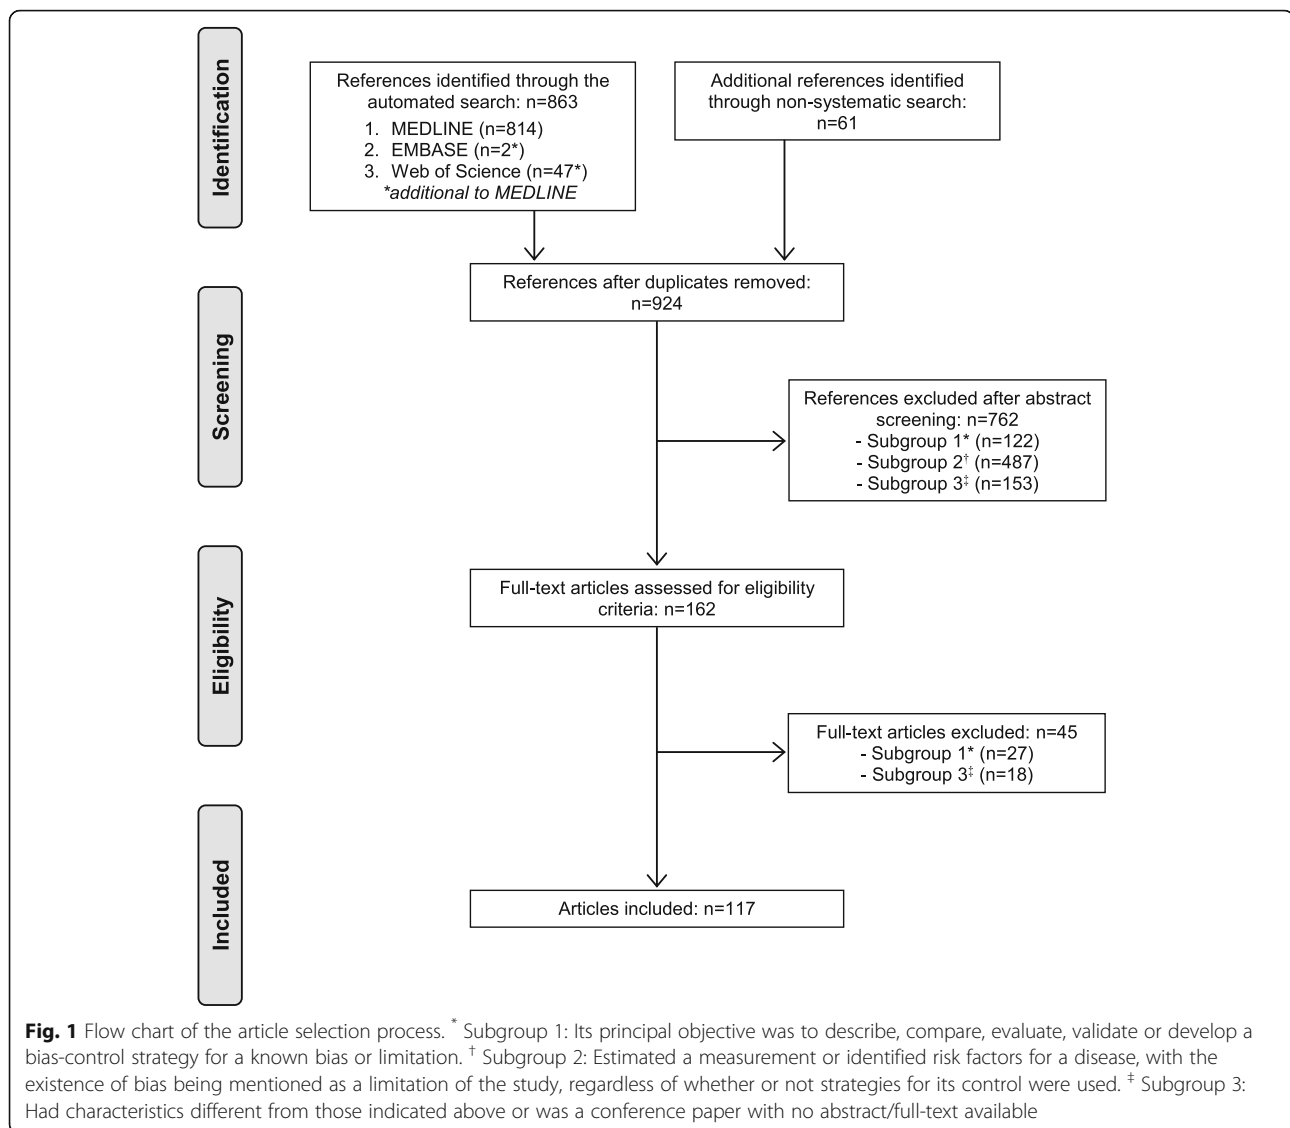 Identification
References identified through the
automated search: n=863
1. MEDLINE (n=814)
2. EMBASE (n=2*)
3. Web of Science (n=47*)
*additional to MEDLINE
Additional references identified
through non-systematic search:
n=61
References after duplicates removed:
n=924
Screening
References excluded after abstract
screening: n=762
- Subgroup 1* (n=122)
- Subgroup 2† (n=487)
- Subgroup 3‡ (n=153)
Eligibility
Full-text articles assessed for eligibility
criteria: n=162
Full-text articles excluded: n=45
- Subgroup 1* (n=27)
- Subgroup 3‡ (n=18)
Included
Articles included: n=117
Fig. 1 Flow chart of the article selection process. * Subgroup 1: Its principal objective was to describe, compare, evaluate, validate or develop a
bias-control strategy for a known bias or limitation. † Subgroup 2: Estimated a measurement or identified risk factors for a disease, with the
existence of bias being mentioned as a limitation of the study, regardless of whether or not strategies for its control were used. ‡ Subgroup 3:
Had characteristics different from those indicated above or was a conference paper with no abstract/full-text available